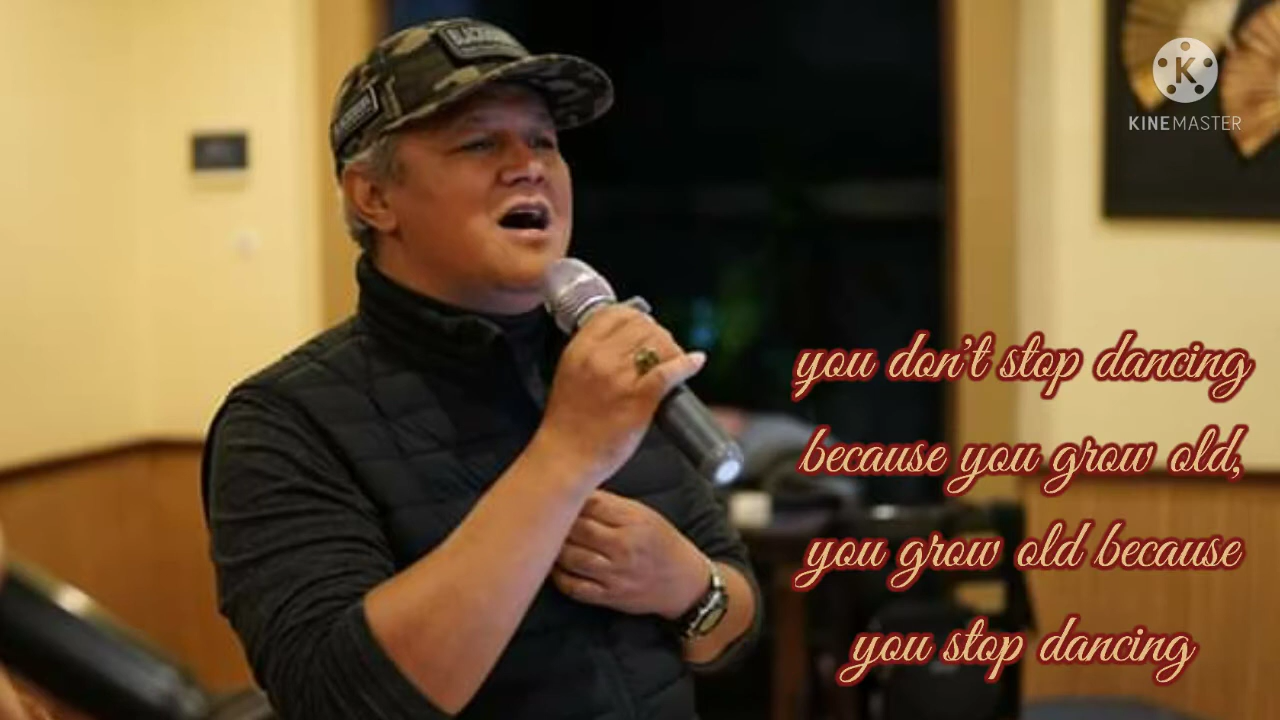 KINEMASTER
you don't stop dancing
because you grow old,
you grow old because
you stop dancing